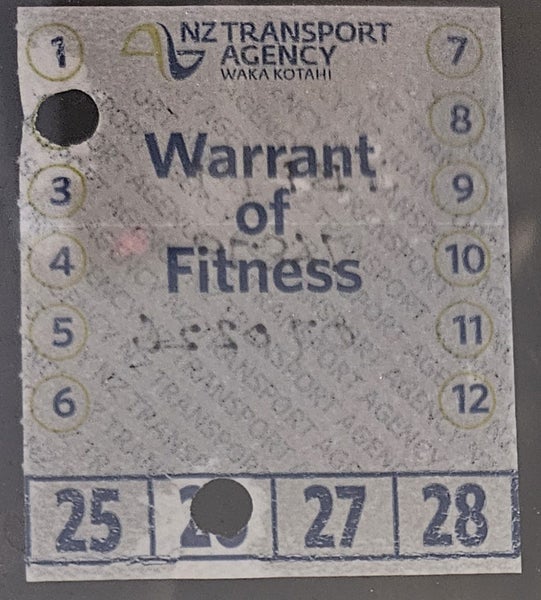 1
NZ TRANSPORT
AGENCY
WAKA KOTAHI
7
8
Warrant
of
Fitness
3
9
4
10
5
11
6
12
25
27
28